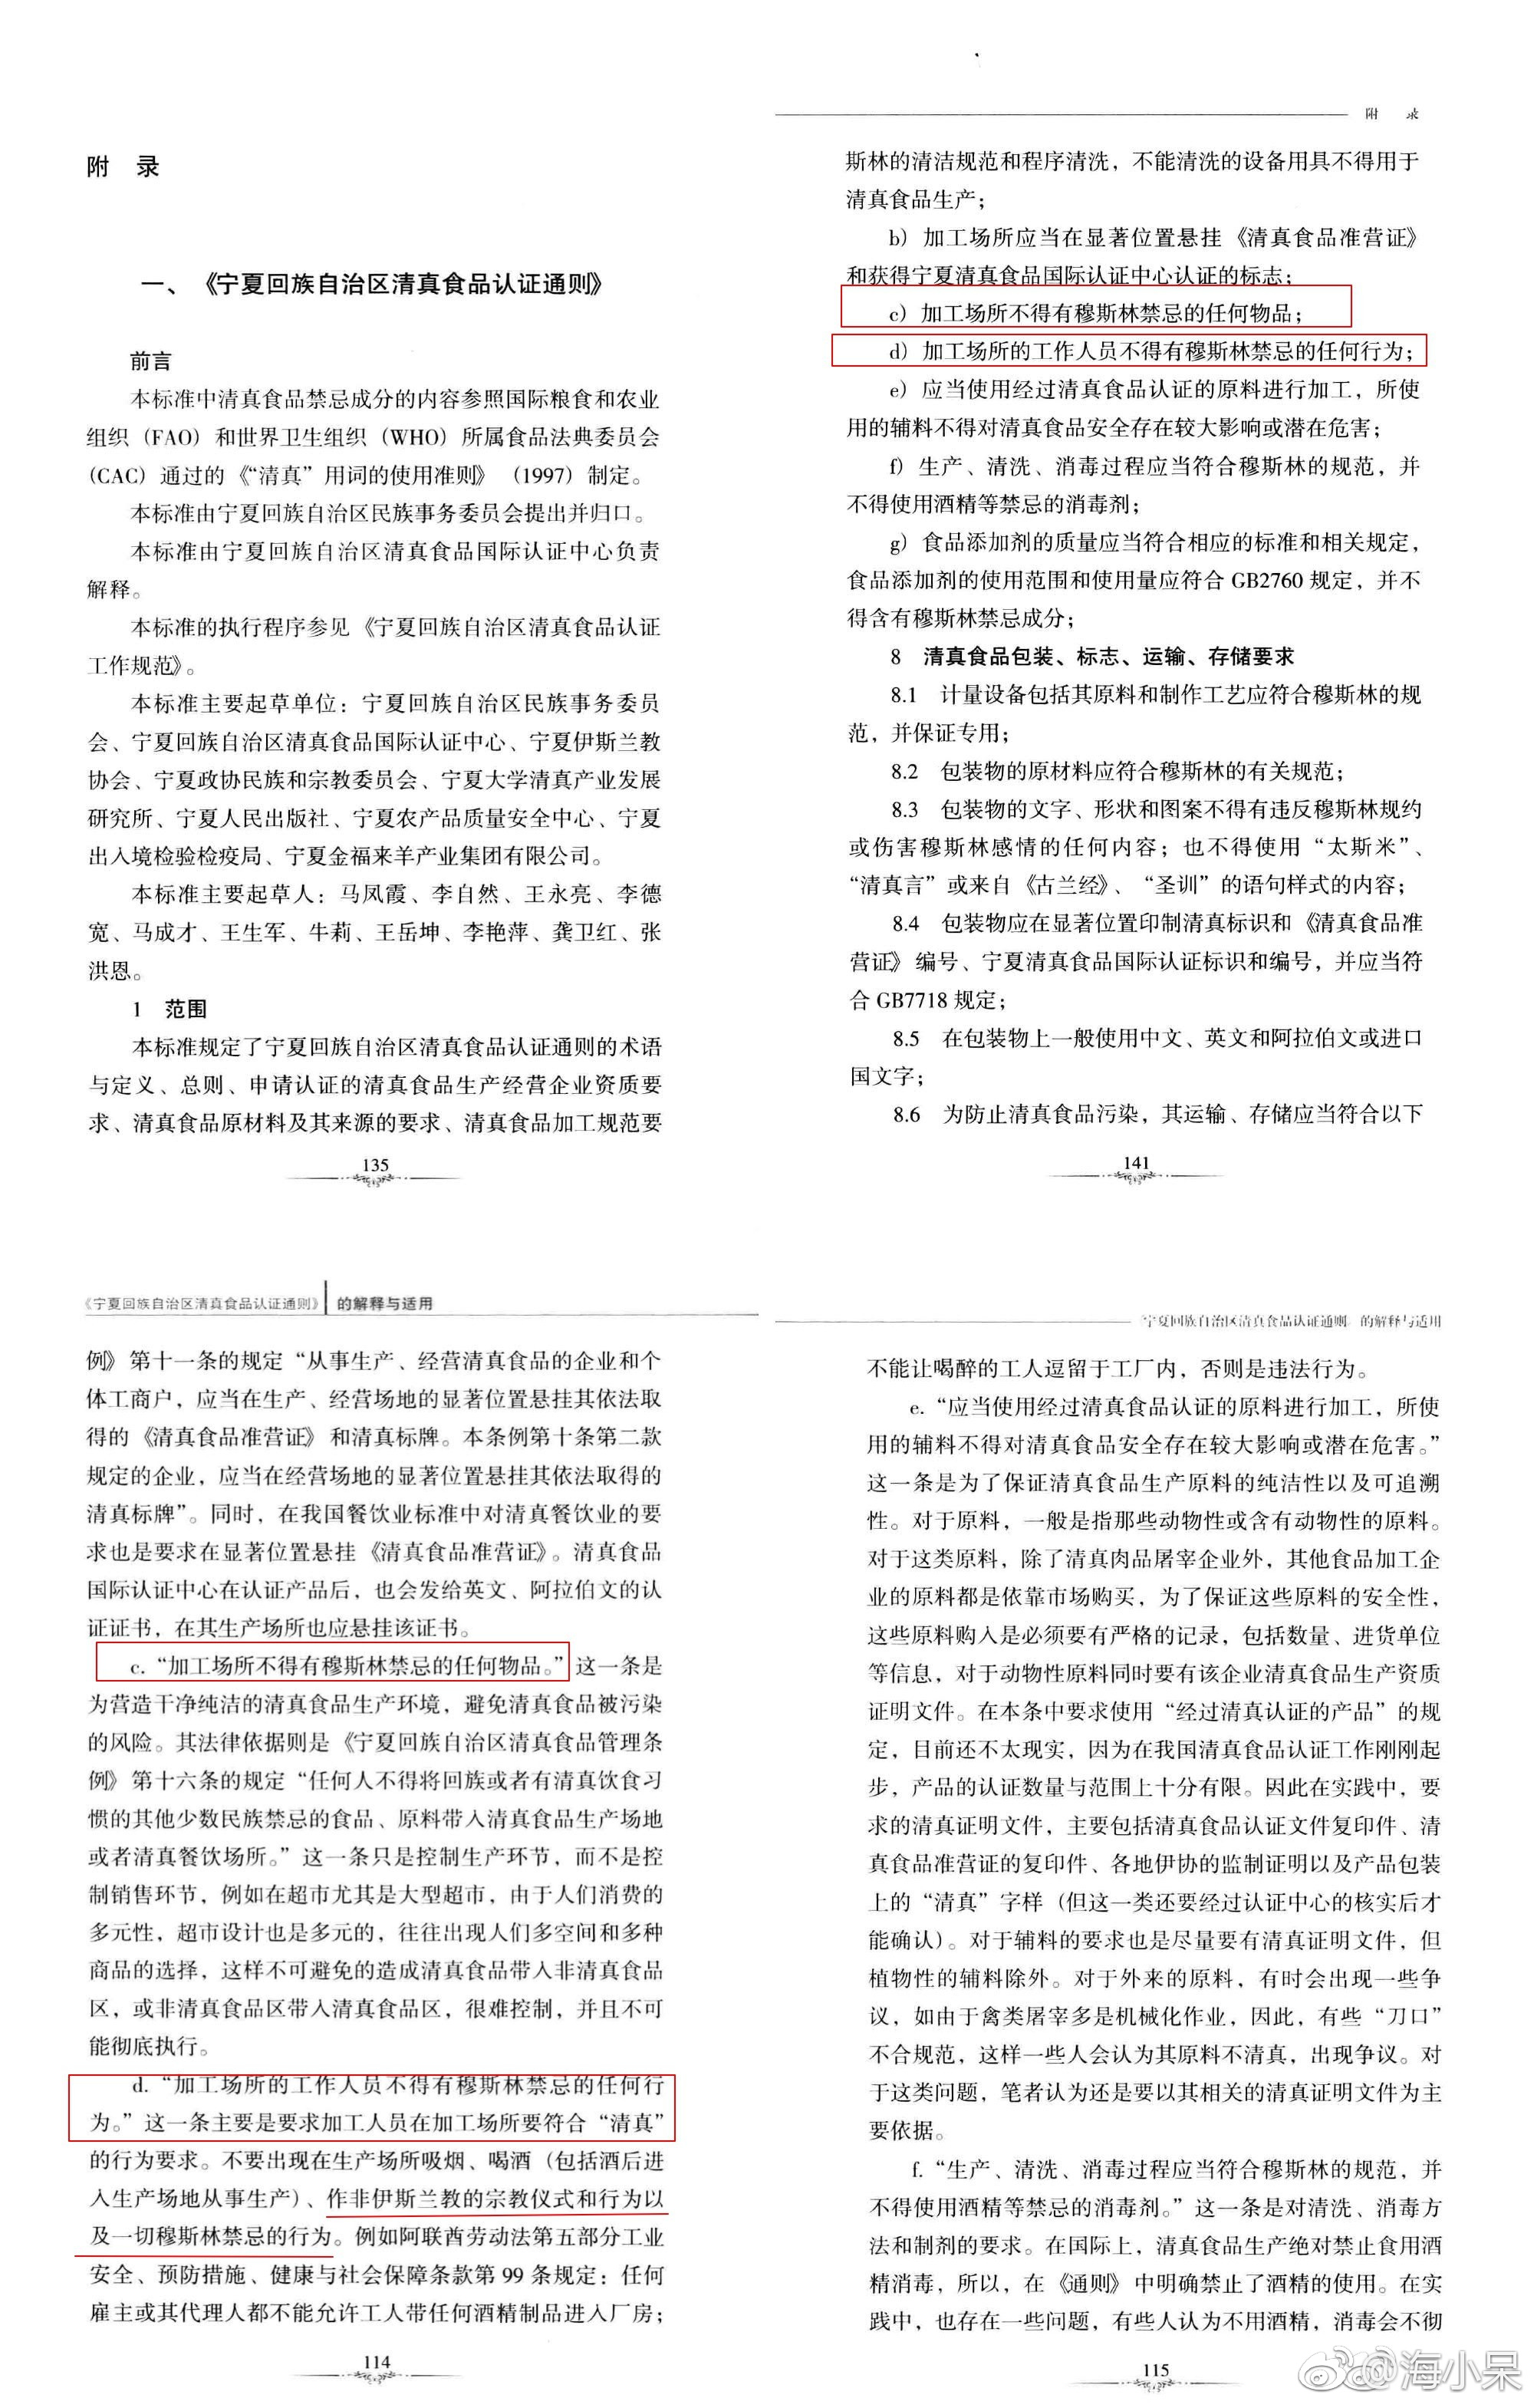 附 录
一、《宁夏回族自治区清真食品认证通则》
前言
本标准中清真食品禁忌成分的内容参照国际粮食和农业
组织（FAO）和世界卫生组织（WHO）所属食品法典委员会
（CAC）通过的《“清真”用词的使用准则》（1997）制定。
本标准由宁夏回族自治区民族事务委员会提出并归口。
本标准由宁夏回族自治区清真食品国际认证中心负责
解释。
本标准的执行程序参见《宁夏回族自治区清真食品认证
工作规范》。
本标准主要起草单位：宁夏回族自治区民族事务委员
会、宁夏回族自治区清真食品国际认证中心、宁夏伊斯兰教
协会、宁夏政协民族和宗教委员会、宁夏大学清真产业发展
研究所、宁夏人民出版社、宁夏农产品质量安全中心、宁夏
出入境检验检疫局、宁夏金福来羊产业集团有限公司。
本标准主要起草人：马凤霞、李自然、王永亮、李德
宽、马成才、王生军、牛莉、王岳坤、李艳萍、龚卫红、张
洪恩。
1 范围
本标准规定了宁夏回族自治区清真食品认证通则的术语
与定义、总则、申请认证的清真食品生产经营企业资质要
求、清真食品原材料及其来源的要求、清真食品加工规范要
135
附 录
斯林的清洁规范和程序清洗，不能清洗的设备用具不得用于
清真食品生产；
b）加工场所应当在显著位置悬挂《清真食品准营证》
和获得宁夏清真食品国际认证中心认证的标志；
c）加工场所不得有穆斯林禁忌的任何物品；
d）加工场所的工作人员不得有穆斯林禁忌的任何行为；
e）应当使用经过清真食品认证的原料进行加工，所使
用的辅料不得对清真食品安全存在较大影响或潜在危害；
f）生产、清洗、消毒过程应当符合穆斯林的规范，并
不得使用酒精等禁忌的消毒剂；
g）食品添加剂的质量应当符合相应的标准和相关规定，
食品添加剂的使用范围和使用量应符合 GB2760 规定，并不
得含有穆斯林禁忌成分；
8 清真食品包装、标志、运输、存储要求
8.1 计量设备包括其原料和制作工艺应符合穆斯林的规
范，并保证专用；
8.2 包装物的原材料应符合穆斯林的有关规范；
8.3 包装物的文字、形状和图案不得有违反穆斯林规约
或伤害穆斯林感情的任何内容；也不得使用“太斯米”、
“清真言”或来自《古兰经》、“圣训”的语句样式的内容；
8.4 包装物应在显著位置印制清真标识和《清真食品准
营证》编号、宁夏清真食品国际认证标识和编号，并应当符
合 GB7718 规定；
8.5 在包装物上一般使用中文、英文和阿拉伯文或进口
国文字；
8.6 为防止清真食品污染，其运输、存储应当符合以下
141
《宁夏回族自治区清真食品认证通则》的解释与适用
例》第十一条的规定“从事生产、经营清真食品的企业和个
体工商户，应当在生产、经营场地的显著位置悬挂其依法取
得的《清真食品准营证》和清真标牌。本条例第十条第二款
规定的企业，应当在经营场地的显著位置悬挂其依法取得的
清真标牌”。同时，在我国餐饮业标准中对清真餐饮业的要
求也是要求在显著位置悬挂《清真食品准营证》。清真食品
国际认证中心在认证产品后，也会发给英文、阿拉伯文的认
证证书，在其生产场所也应悬挂该证书。
c.“加工场所不得有穆斯林禁忌的任何物品。”这一条是
为营造干净纯洁的清真食品生产环境，避免清真食品被污染
的风险。其法律依据则是《宁夏回族自治区清真食品管理条
例》第十六条的规定“任何人不得将回族或者有清真饮食习
惯的其他少数民族禁忌的食品、原料带入清真食品生产场地
或者清真餐饮场所。”这一条只是控制生产环节，而不是控
制销售环节，例如在超市尤其是大型超市，由于人们消费的
多元性，超市设计也是多元的，往往出现人们多空间和多种
商品的选择，这样不可避免的造成清真食品带入非清真食品
区，或非清真食品区带入清真食品区，很难控制，并且不可
能彻底执行。
d.“加工场所的工作人员不得有穆斯林禁忌的任何行
为。”这一条主要是要求加工人员在加工场所要符合“清真”
的行为要求。不要出现在生产场所吸烟、喝酒（包括酒后进
入生产场地从事生产）、作非伊斯兰教的宗教仪式和行为以
及一切穆斯林禁忌的行为。例如阿联酋劳动法第五部分工业
安全、预防措施、健康与社会保障条款第 99 条规定：任何
雇主或其代理人都不能允许工人带任何酒精制品进入厂房；
114
宁夏回族自治区清真食品认证通则 的解释与适用
不能让喝醉的工人逗留于工厂内，否则是违法行为。
e.“应当使用经过清真食品认证的原料进行加工，所使
用的辅料不得对清真食品安全存在较大影响或潜在危害。”
这一条是为了保证清真食品生产原料的纯洁性以及可追溯
性。对于原料，一般是指那些动物性或含有动物性的原料。
对于这类原料，除了清真肉品屠宰企业外，其他食品加工企
业的原料都是依靠市场购买，为了保证这些原料的安全性，
这些原料购入是必须要有严格的记录，包括数量、进货单位
等信息，对于动物性原料同时要有该企业清真食品生产资质
证明文件。在本条中要求使用“经过清真认证的产品”的规
定，目前还不太现实，因为在我国清真食品认证工作刚刚起
步，产品的认证数量与范围上十分有限。因此在实践中，要
求的清真证明文件，主要包括清真食品认证文件复印件、清
真食品准营证的复印件、各地伊协的监制证明以及产品包装
上的“清真”字样（但这一类还要经过认证中心的核实后才
能确认）。对于辅料的要求也是尽量要有清真证明文件，但
植物性的辅料除外。对于外来的原料，有时会出现一些争
议，如由于禽类屠宰多是机械化作业，因此，有些“刀口”
不合规范，这样一些人会认为其原料不清真，出现争议。对
于这类问题，笔者认为还是要以其相关的清真证明文件为主
要依据。
f.“生产、清洗、消毒过程应当符合穆斯林的规范，并
不得使用酒精等禁忌的消毒剂。”这一条是对清洗、消毒方
法和制剂的要求。在国际上，清真食品生产绝对禁止食用酒
精消毒，所以，在《通则》中明确禁止了酒精的使用。在实
践中，也存在一些问题，有些人认为不用酒精，消毒会不彻
115
@海小呆